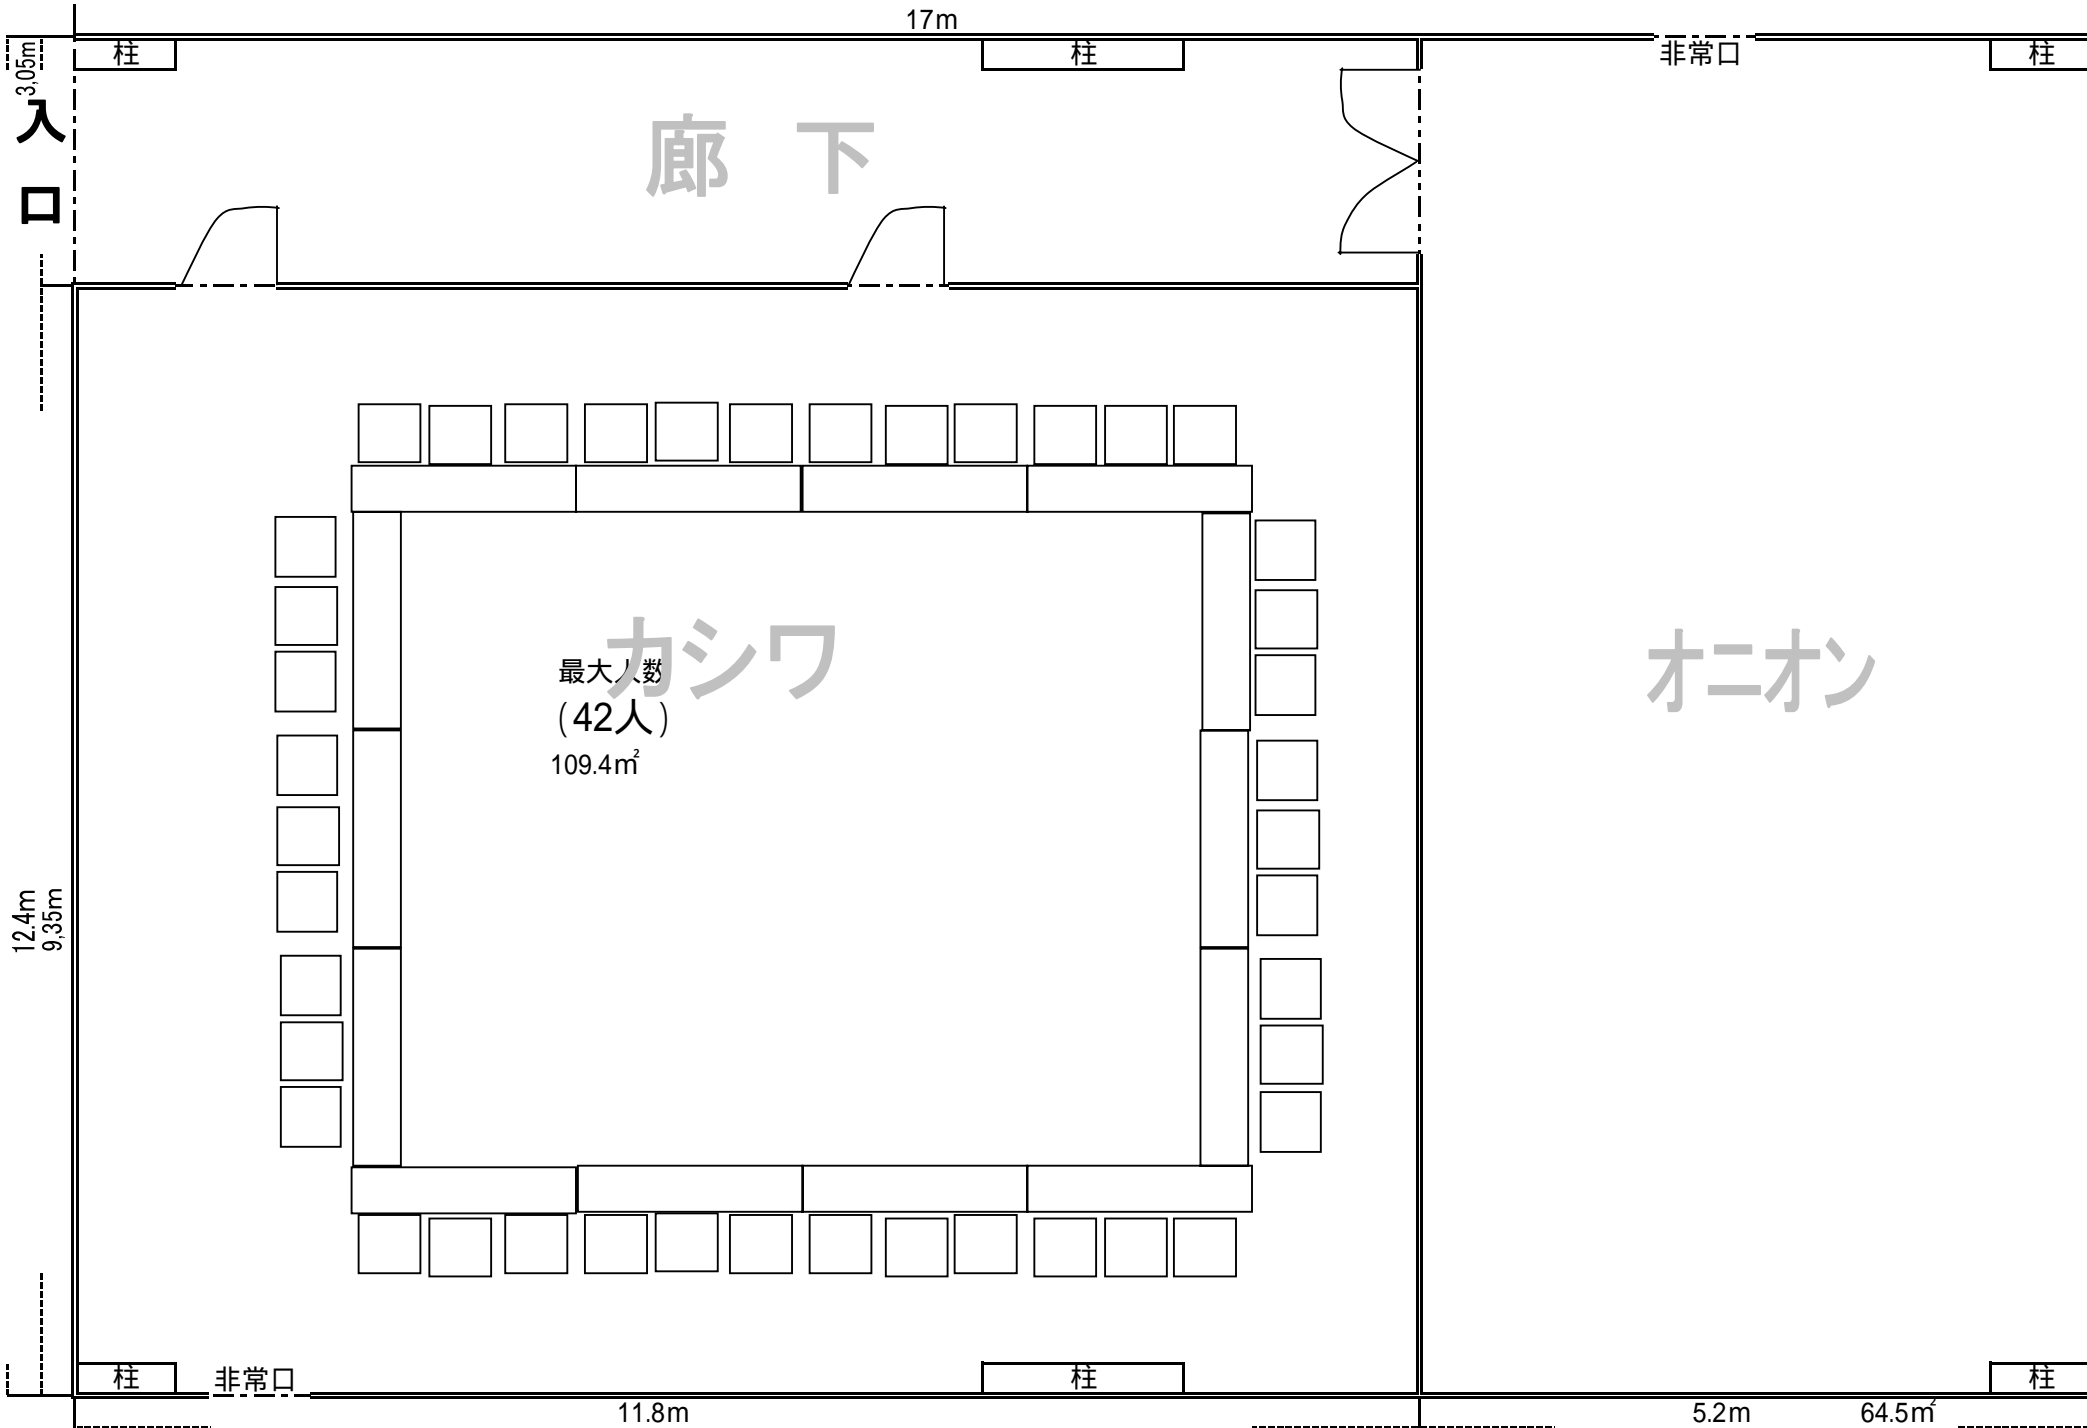 17m
柱
柱
非常口
柱
3,05m
入
口
廊 下
カシワ
最大人数
(42人)
109.4㎡
オニオン
12.4m
9,35m
柱
非常口
柱
柱
11.8m
5.2m
64.5㎡